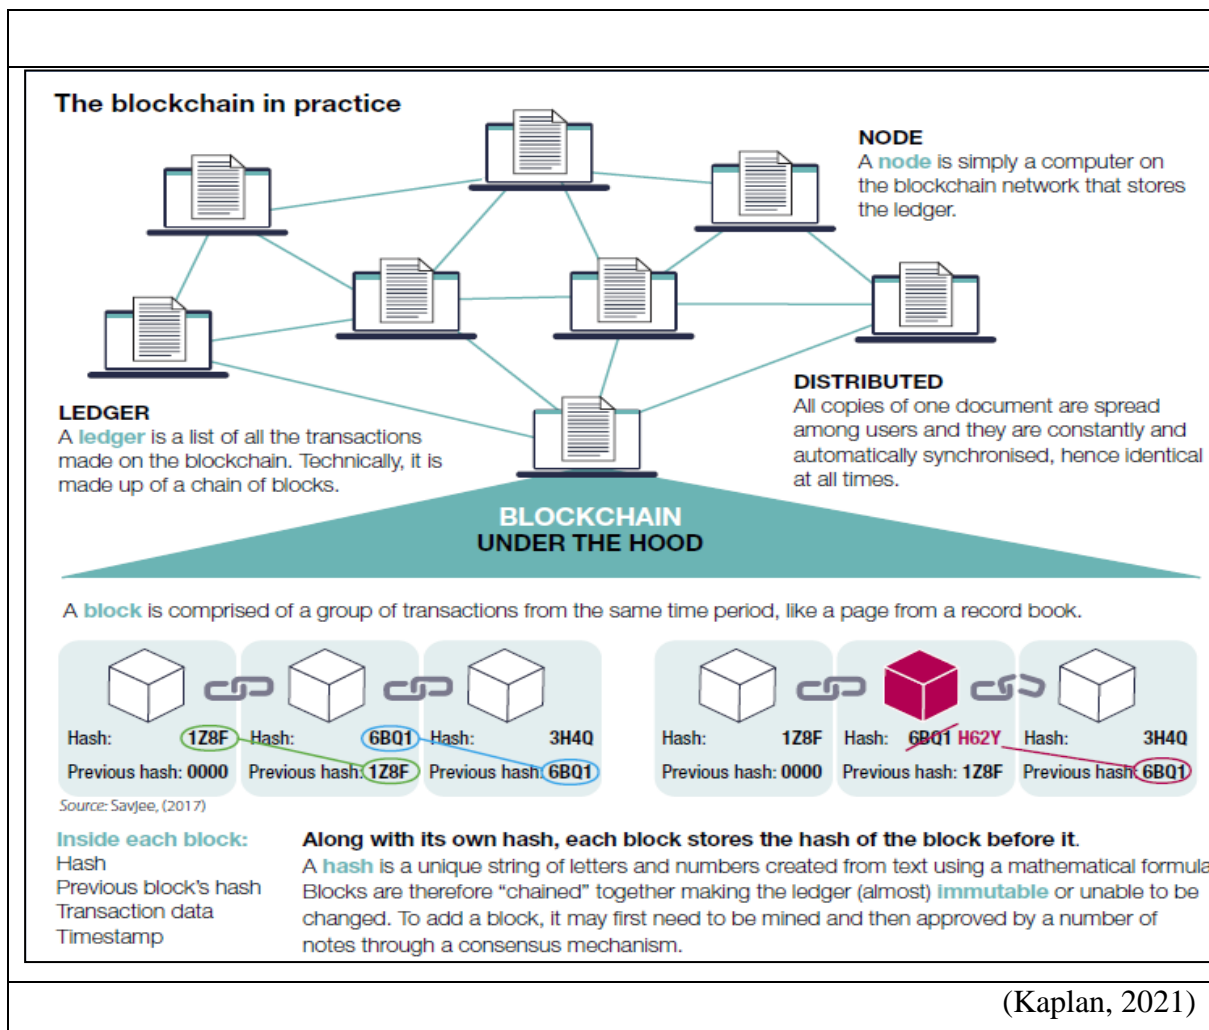 The blockchain in practice
NODE
A node is simply a computer on
the blockchain network that stores
the ledger.
LEDGER
A ledger is a list of all the transactions
made on the blockchain. Technically, it is
made up of a chain of blocks.
DISTRIBUTED
All copies of one document are spread
among users and they are constantly and
automatically synchronised, hence identical
at all times.
BLOCKCHAIN
UNDER THE HOOD
A block is comprised of a group of transactions from the same time period, like a page from a record book.
Hash: 1Z8F Hash: 6BQ1 Hash: 3H4Q
Previous hash: 0000 Previous hash: 1Z8F Previous hash: 6BQ1
Hash: 1Z8F Hash: 6BQ1 H62Y Hash: 3H4Q
Previous hash: 0000 Previous hash: 1Z8F Previous hash: 6BQ1
Source: Savjee, (2017)
Inside each block:
Hash
Previous block's hash
Transaction data
Timestamp
Along with its own hash, each block stores the hash of the block before it.
A hash is a unique string of letters and numbers created from text using a mathematical formula
Blocks are therefore “chained” together making the ledger (almost) immutable or unable to be
changed. To add a block, it may first need to be mined and then approved by a number of
notes through a consensus mechanism.
(Kaplan, 2021)